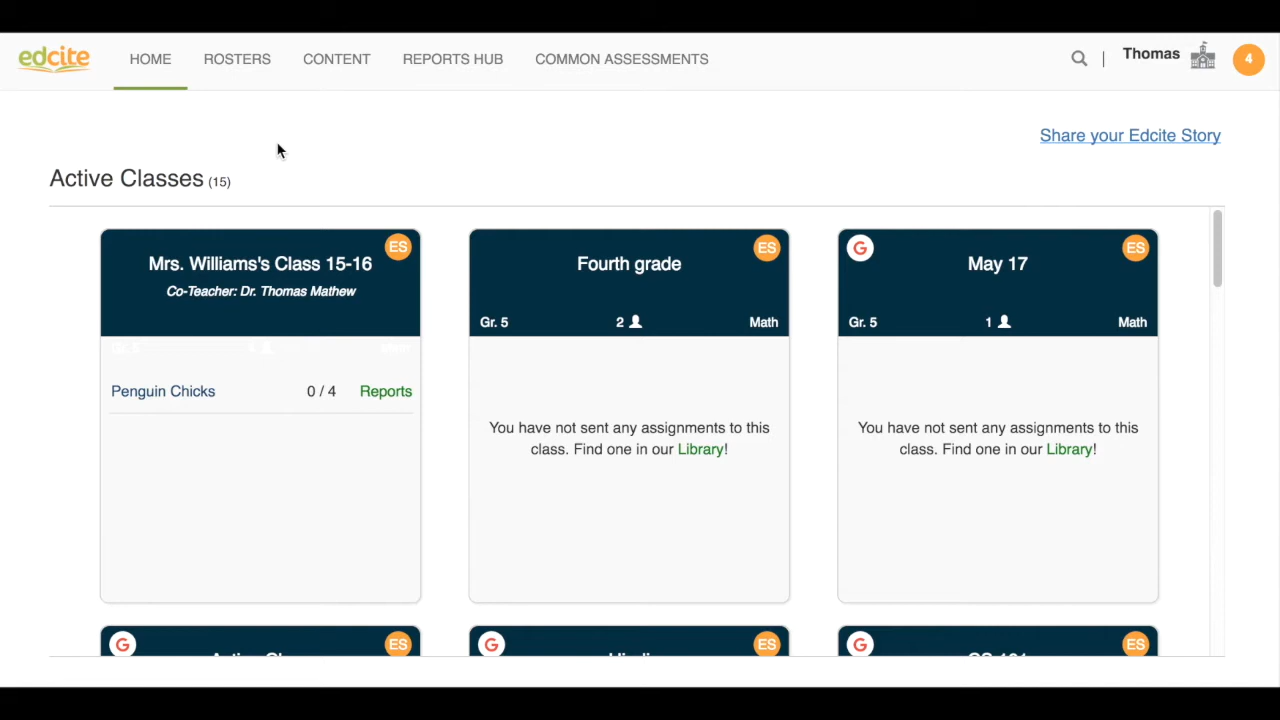 edcite
HOME
ROSTERS
CONTENT
REPORTS HUB
COMMON ASSESSMENTS
Thomas
4
Share your Edcite Story
Active Classes (15)
ES
Mrs. Williams's Class 15-16
Co-Teacher: Dr. Thomas Mathew
Penguin Chicks 0 / 4 Reports
ES
Fourth grade
Gr. 5 2 Math
You have not sent any assignments to this
class. Find one in our Library!
G ES
May 17
Gr. 5 1 Math
You have not sent any assignments to this
class. Find one in our Library!
G ES
G ES
G ES